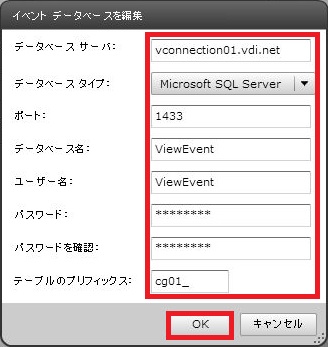 イベント データベースを編集
データベース サーバ: vconnection01.vdi.net
データベース タイプ: Microsoft SQL Server
ポート: 1433
データベース名: ViewEvent
ユーザー名: ViewEvent
パスワード: ********
パスワードを確認: ********
テーブルのプリフィックス: cg01_
OK キャンセル